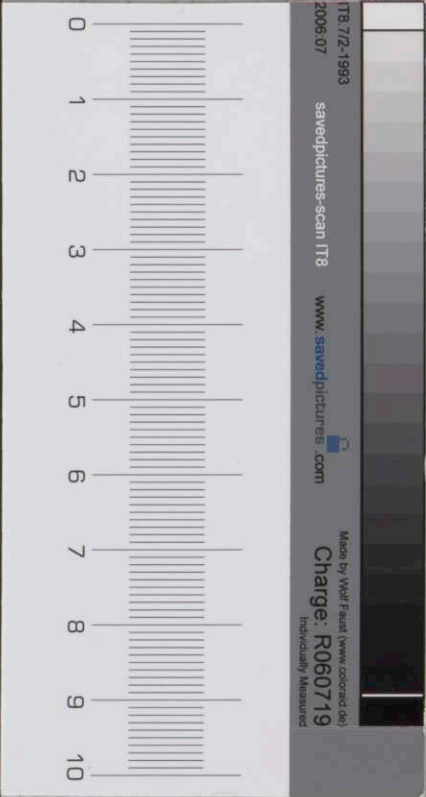 IT8.7/2-1993
2006:07
savedpictures-scan IT8
www.savedpictures.com
Made by Wolf Faust (www.coloraid.de)
Charge: R060719
Individually Measured
0
1
2
3
4
5
6
7
8
9
10